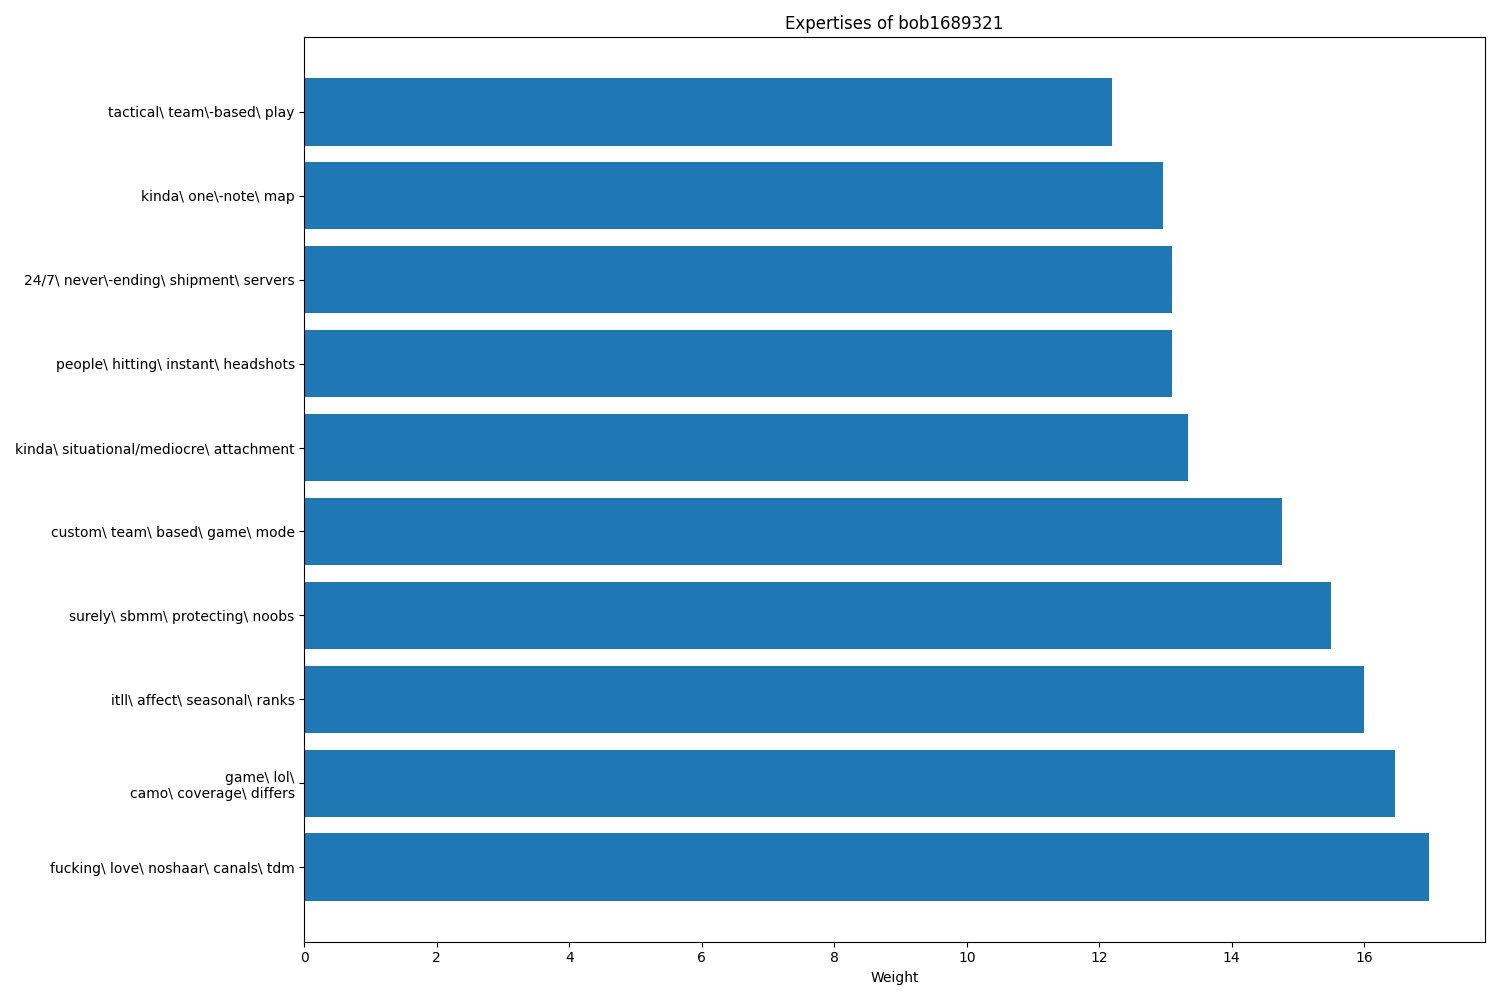 Expertises of bob1689321
tactical\ team\-based\ play
kinda\ one\-note\ map
24/7\ never\-ending\ shipment\ servers
people\ hitting\ instant\ headshots
kinda\ situational/mediocre\ attachment
custom\ team\ based\ game\ mode
surely\ sbmm\ protecting\ noobs
itll\ affect\ seasonal\ ranks
game\ lol\
camo\ coverage\ differs
fucking\ love\ noshaar\ canals\ tdm
0 2 4 6 8 10 12 14 16
Weight